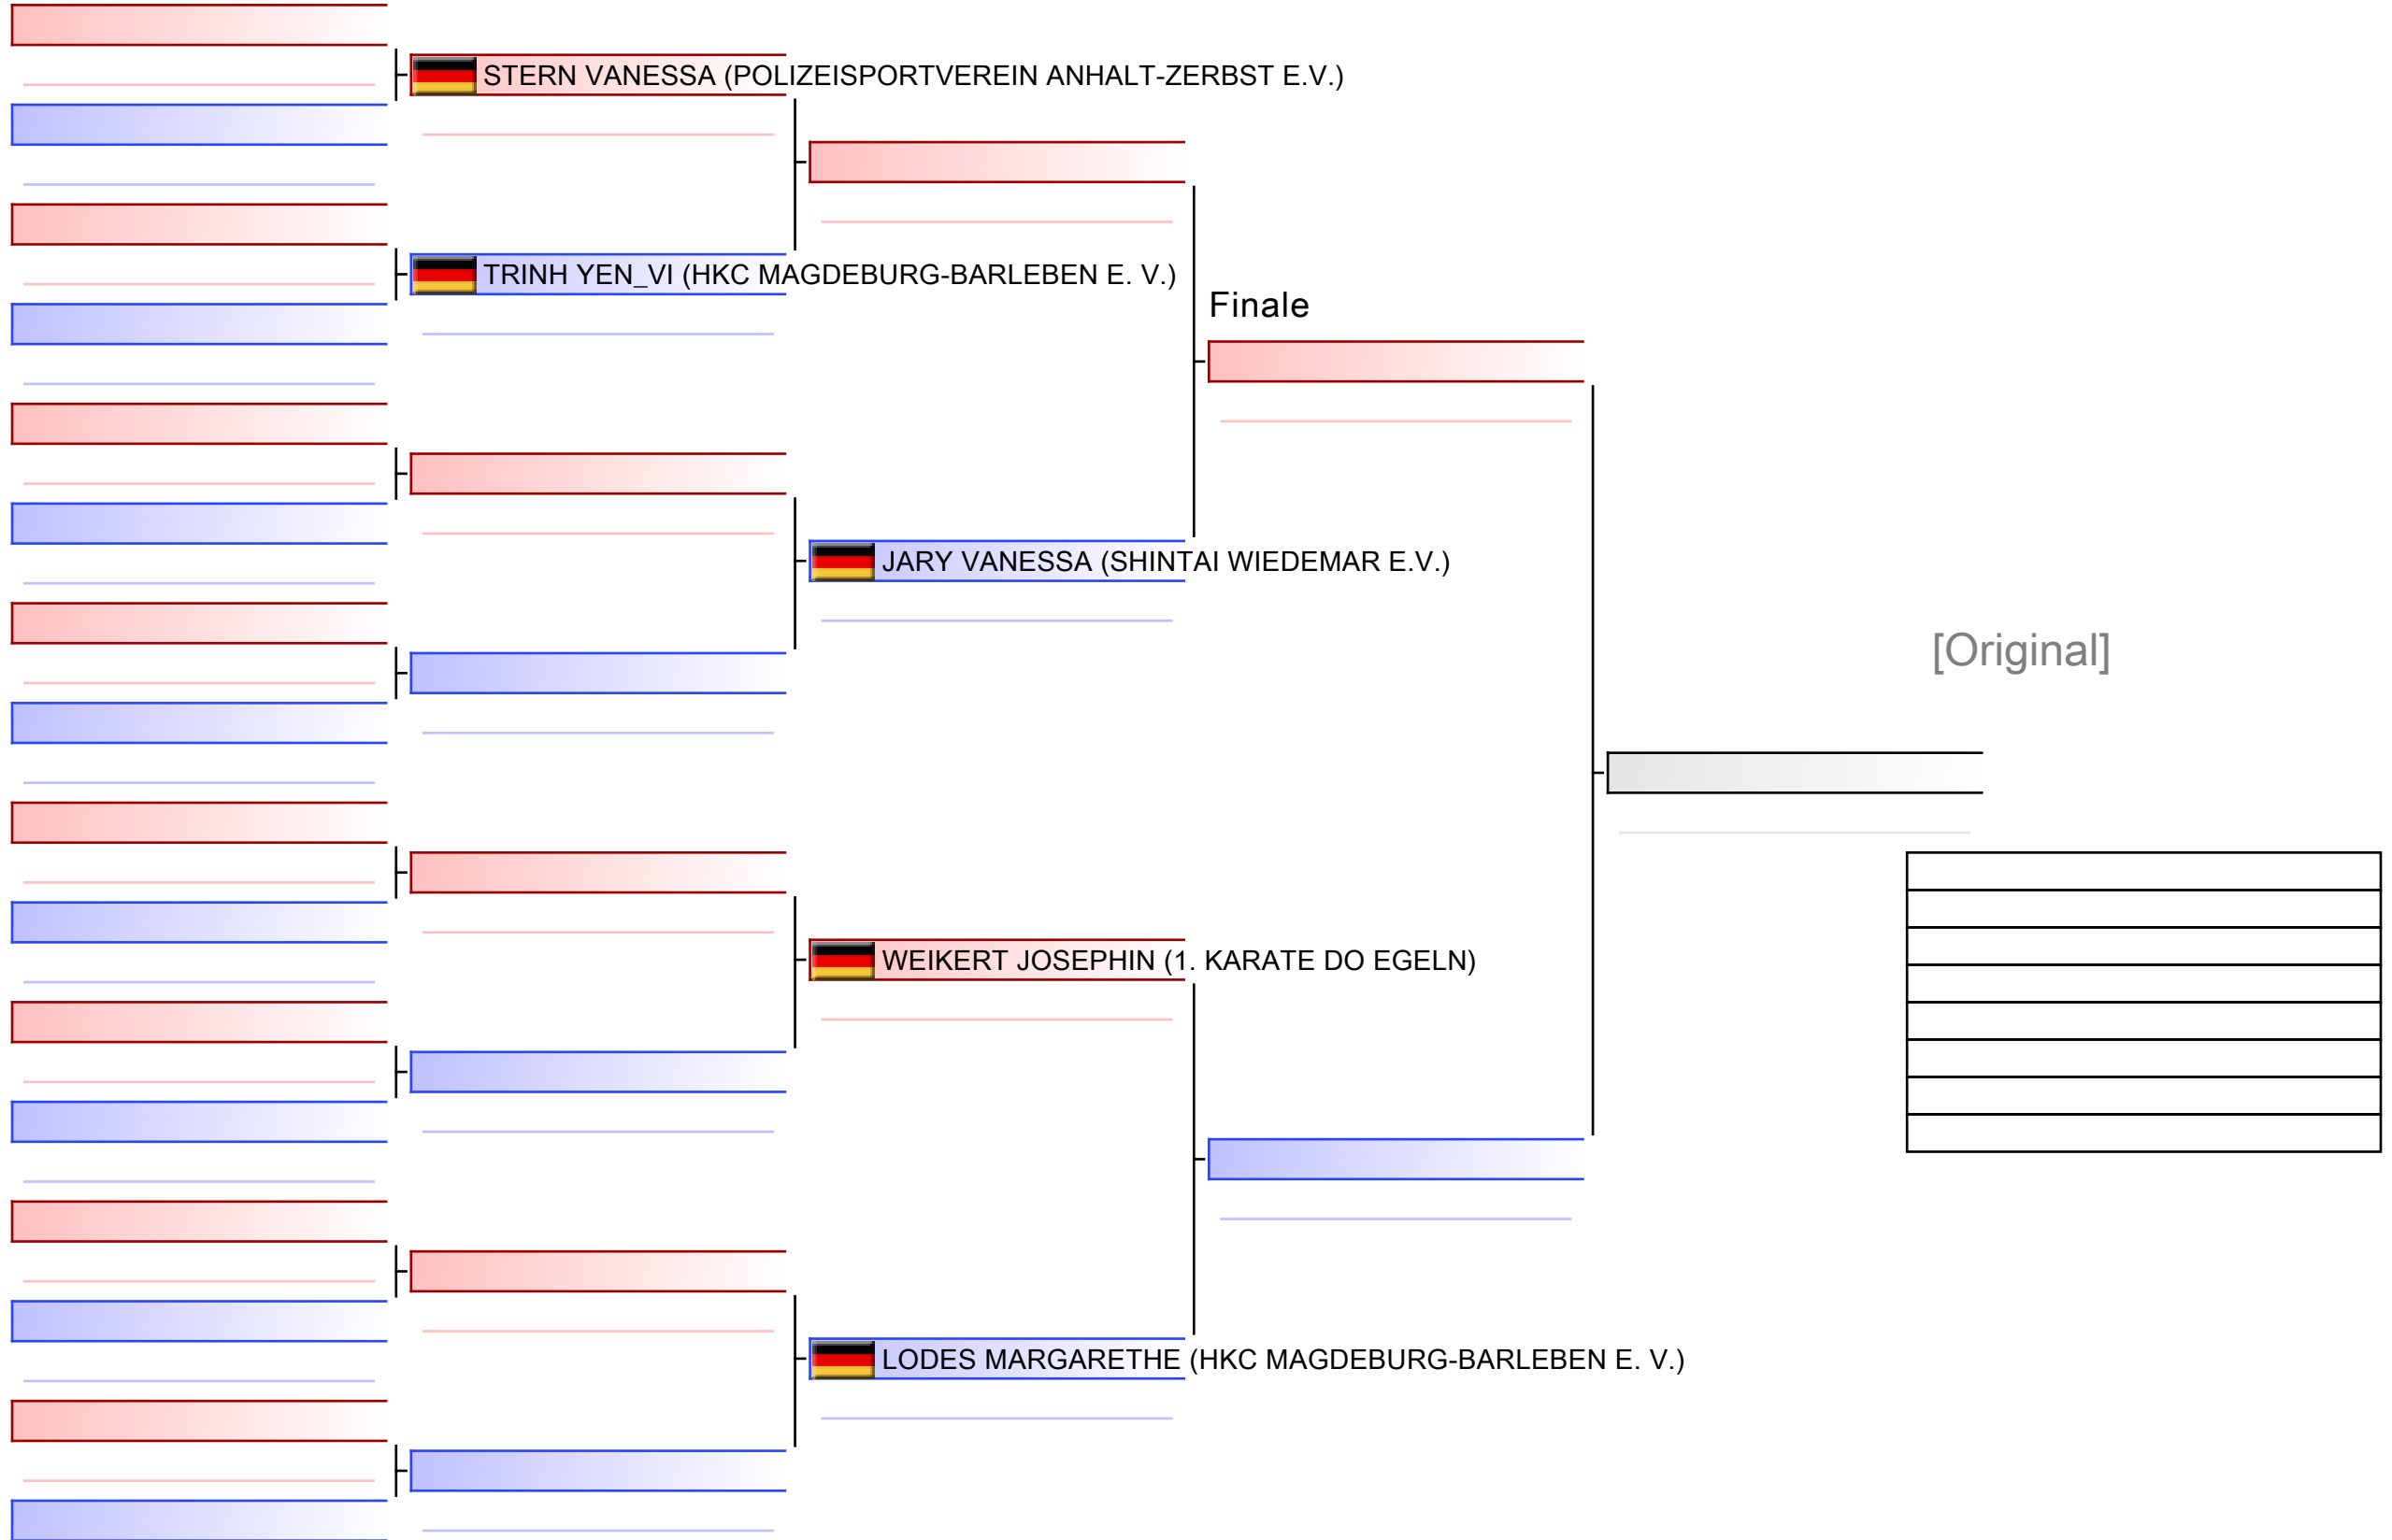 STERN VANESSA (POLIZEISPORTVEREIN ANHALT-ZERBST E.V.)
TRINH YEN_VI (HKC MAGDEBURG-BARLEBEN E. V.)
Finale
JARY VANESSA (SHINTAI WIEDEMAR E.V.)
[Original]
WEIKERT JOSEPHIN (1. KARATE DO EGELN)
LODES MARGARETHE (HKC MAGDEBURG-BARLEBEN E. V.)